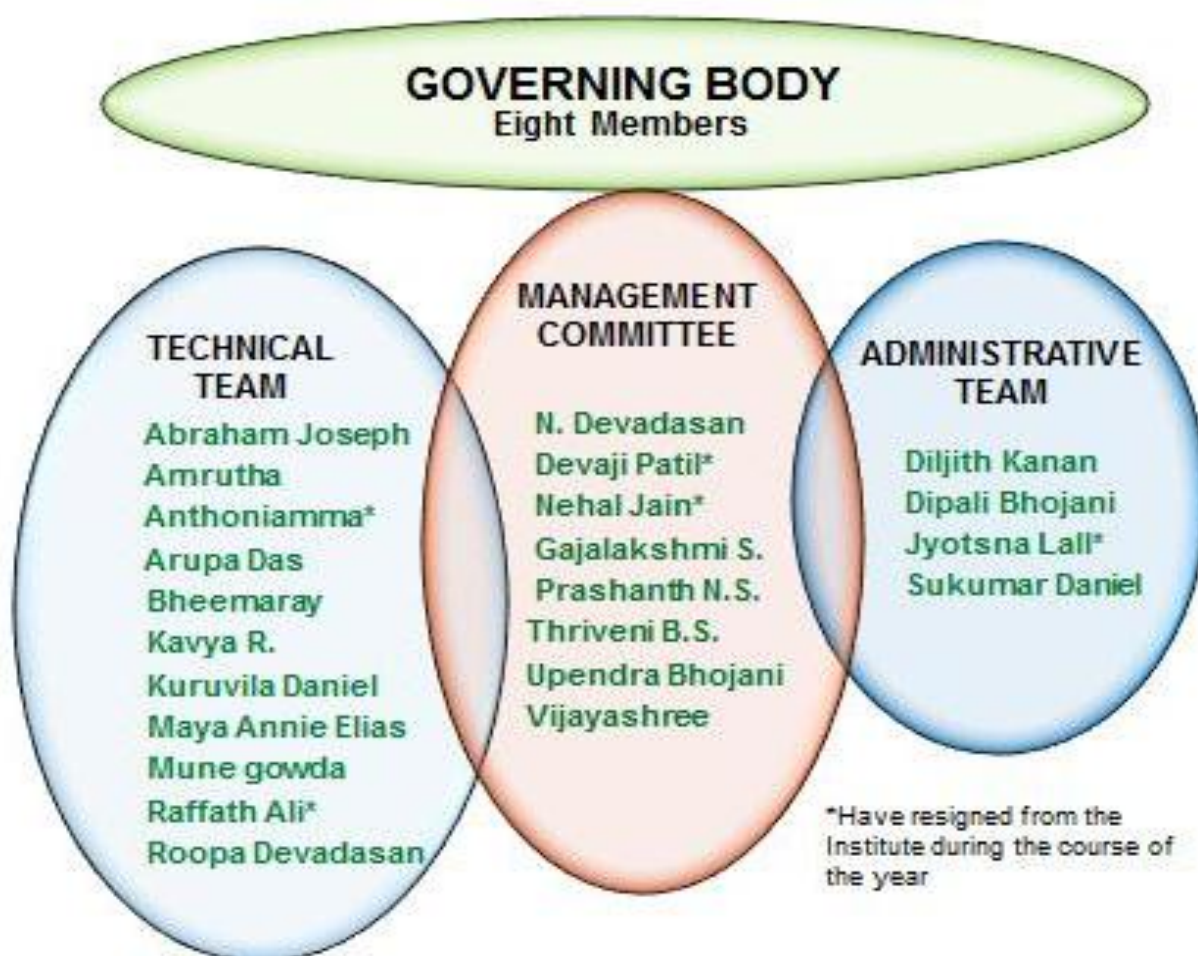 GOVERNING BODY
Eight Members
TECHNICAL
TEAM
Abraham Joseph
Amrutha
Anthoniamma*
Arupa Das
Bheemaray
Kavya R.
Kuruvila Daniel
Maya Annie Elias
Mune gowda
Raffath Ali*
Roopa Devadasan
MANAGEMENT
COMMITTEE
N. Devadasan
Devaji Patil*
Nehal Jain*
Gajalakshmi S.
Prashanth N.S.
Thriveni B.S.
Upendra Bhojani
Vijayashree
ADMINISTRATIVE
TEAM
Diljith Kanan
Dipali Bhojani
Jyotsna Lall*
Sukumar Daniel
*Have resigned from the
Institute during the course of
the year